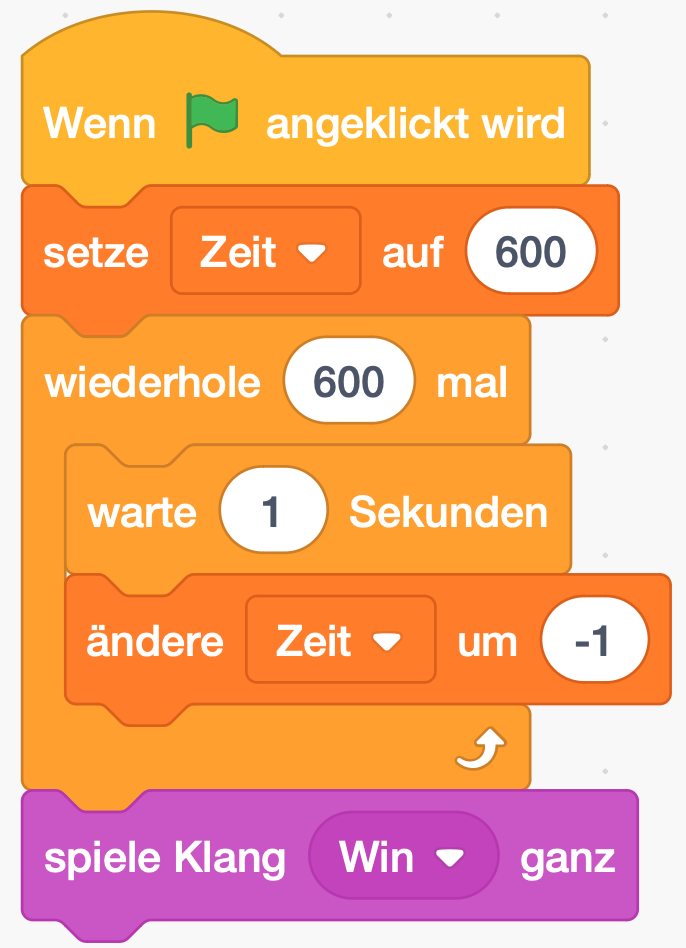 Wenn angeklickt wird
setze Zeit auf 600
wiederhole 600 mal
warte 1 Sekunden
ändere Zeit um -1
spiele Klang Win ganz